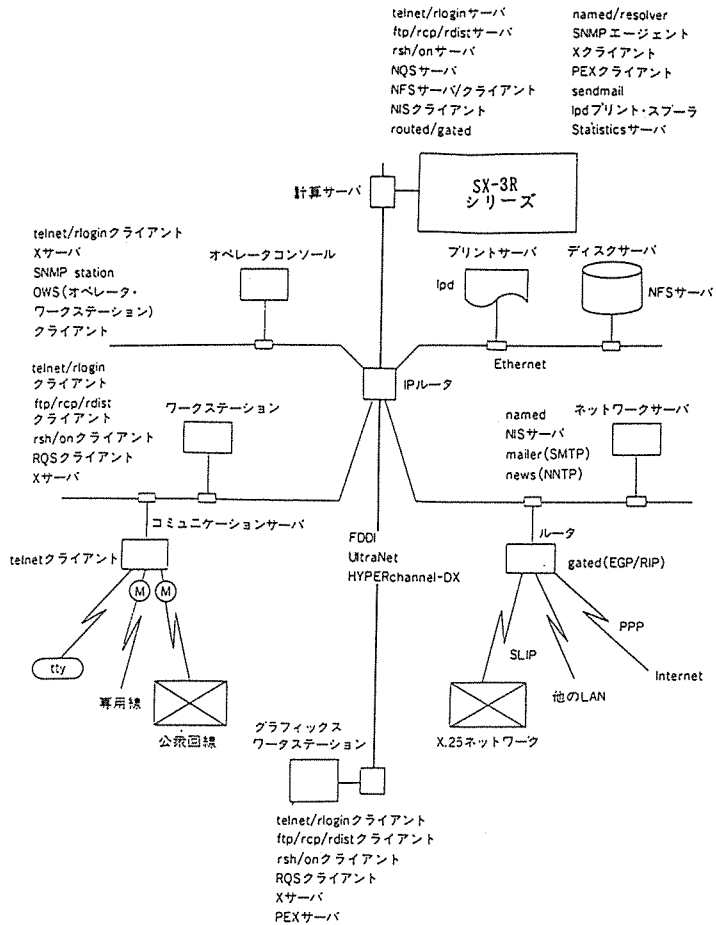 telnet/rloginサーバ
ftp/rcp/rdistサーバ
rsh/onサーバ
NQSサーバ
NFSサーバ/クライアント
NISクライアント
routed/gated
named/resolver
SNMPエージェント
Xクライアント
PEXクライアント
sendmail
lpdプリント・スプーラ
Statisticsサーバ
計算サーバ
SX-3R
シリーズ
telnet/rloginクライアント
Xサーバ
SNMP station
OWS(オペレータ・
ワークステーション)
クライアント
オペレータコンソール
プリントサーバ
lpd
ディスクサーバ
NFSサーバ
Ethernet
IPルータ
telnet/rlogin
クライアント
ftp/rcp/rdist
クライアント
rsh/onクライアント
RQSクライアント
Xサーバ
ワークステーション
named
NISサーバ
mailer(SMTP)
news(NNTP)
ネットワークサーバ
コミュニケーションサーバ
telnetクライアント
M
M
tty
専用線
公衆回線
FDDI
UltraNet
HYPERchannel-DX
ルータ
gated(EGP/RIP)
SLIP
PPP
Internet
他のLAN
X.25ネットワーク
グラフィックス
ワークステーション
telnet/rloginクライアント
ftp/rcp/rdistクライアント
rsh/onクライアント
RQSクライアント
Xサーバ
PEXサーバ